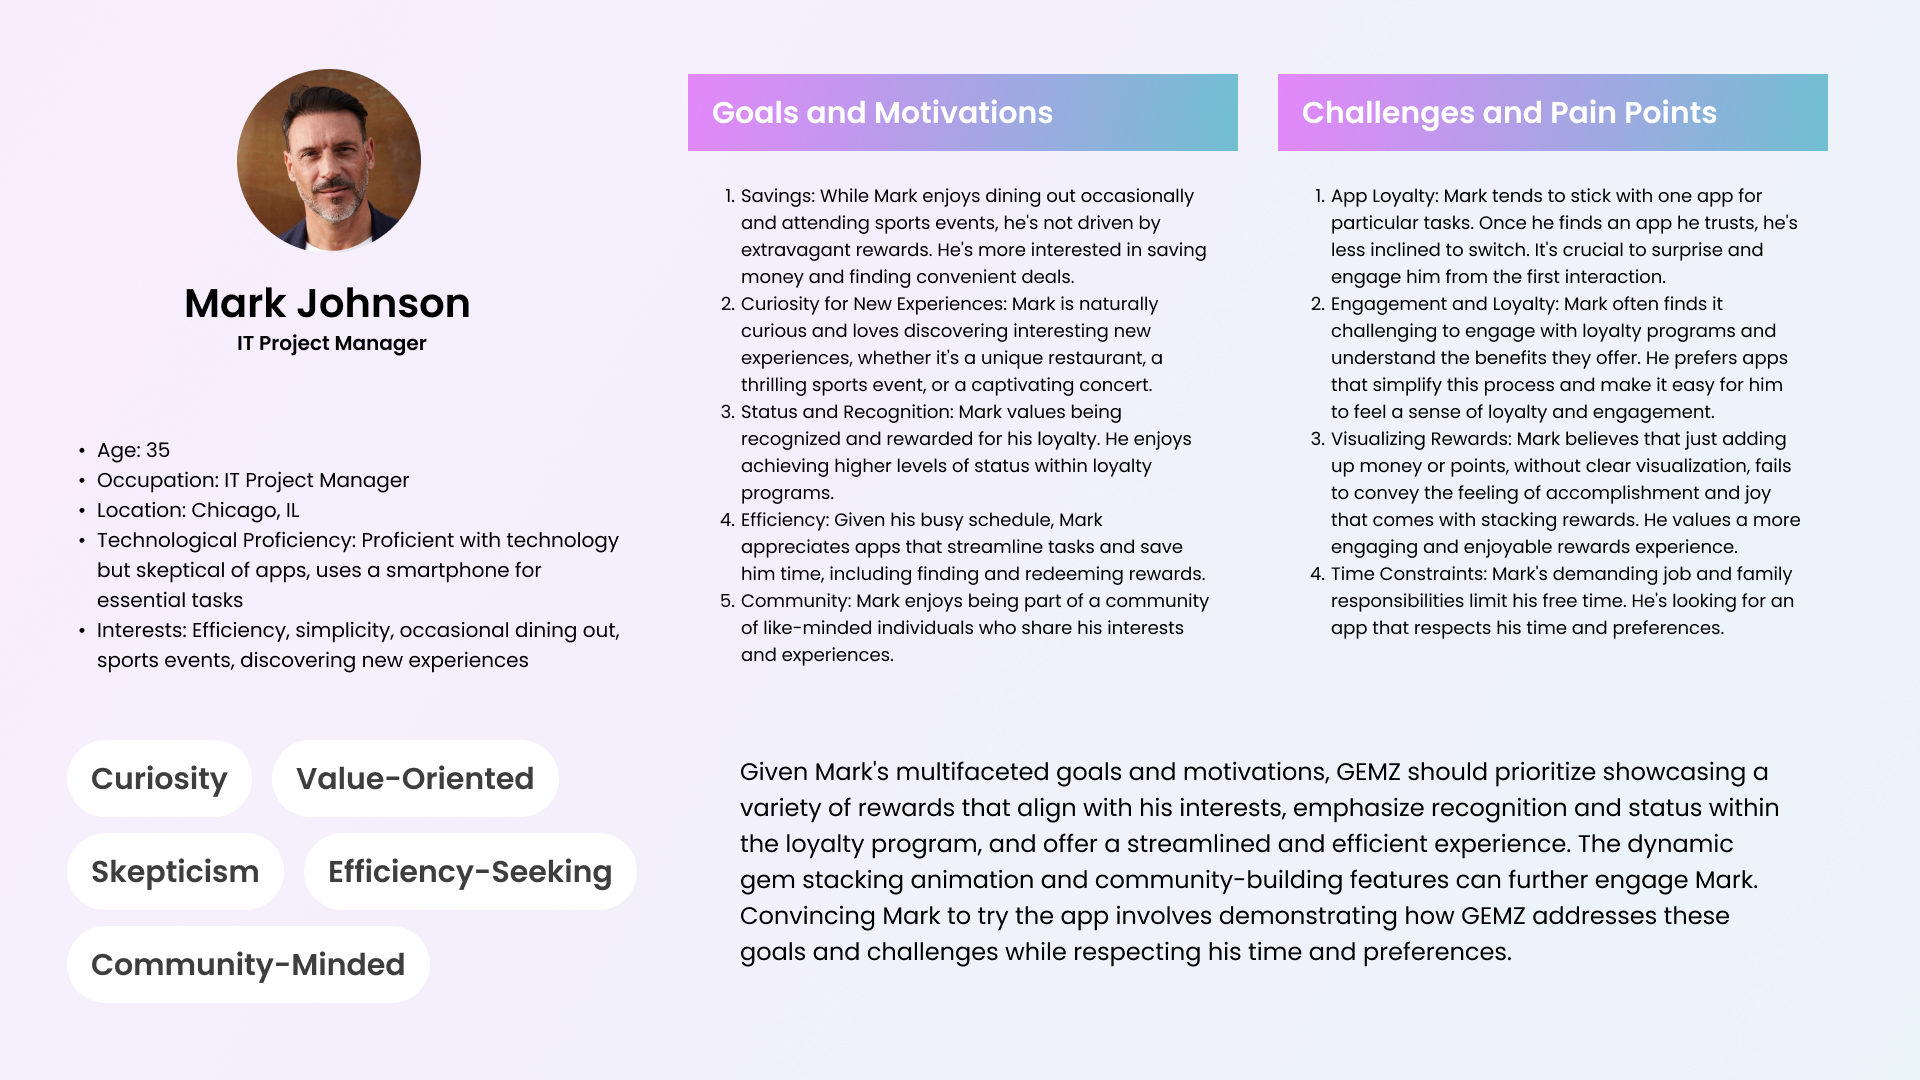 Mark Johnson
IT Project Manager
• Age: 35
• Occupation: IT Project Manager
• Location: Chicago, IL
• Technological Proficiency: Proficient with technology
but skeptical of apps, uses a smartphone for
essential tasks
• Interests: Efficiency, simplicity, occasional dining out,
sports events, discovering new experiences
Curiosity
Value-Oriented
Skepticism
Efficiency-Seeking
Community-Minded
Goals and Motivations
1. Savings: While Mark enjoys dining out occasionally
and attending sports events, he's not driven by
extravagant rewards. He's more interested in saving
money and finding convenient deals.
2. Curiosity for New Experiences: Mark is naturally
curious and loves discovering interesting new
experiences, whether it's a unique restaurant, a
thrilling sports event, or a captivating concert.
3. Status and Recognition: Mark values being
recognized and rewarded for his loyalty. He enjoys
achieving higher levels of status within loyalty
programs.
4. Efficiency: Given his busy schedule, Mark
appreciates apps that streamline tasks and save
him time, including finding and redeeming rewards.
5. Community: Mark enjoys being part of a community
of like-minded individuals who share his interests
and experiences.
Challenges and Pain Points
1. App Loyalty: Mark tends to stick with one app for
particular tasks. Once he finds an app he trusts, he's
less inclined to switch. It's crucial to surprise and
engage him from the first interaction.
2. Engagement and Loyalty: Mark often finds it
challenging to engage with loyalty programs and
understand the benefits they offer. He prefers apps
that simplify this process and make it easy for him
to feel a sense of loyalty and engagement.
3. Visualizing Rewards: Mark believes that just adding
up money or points, without clear visualization, fails
to convey the feeling of accomplishment and joy
that comes with stacking rewards. He values a more
engaging and enjoyable rewards experience.
4. Time Constraints: Mark's demanding job and family
responsibilities limit his free time. He's looking for an
app that respects his time and preferences.
Given Mark's multifaceted goals and motivations, GEMZ should prioritize showcasing a
variety of rewards that align with his interests, emphasize recognition and status within
the loyalty program, and offer a streamlined and efficient experience. The dynamic
gem stacking animation and community-building features can further engage Mark.
Convincing Mark to try the app involves demonstrating how GEMZ addresses these
goals and challenges while respecting his time and preferences.